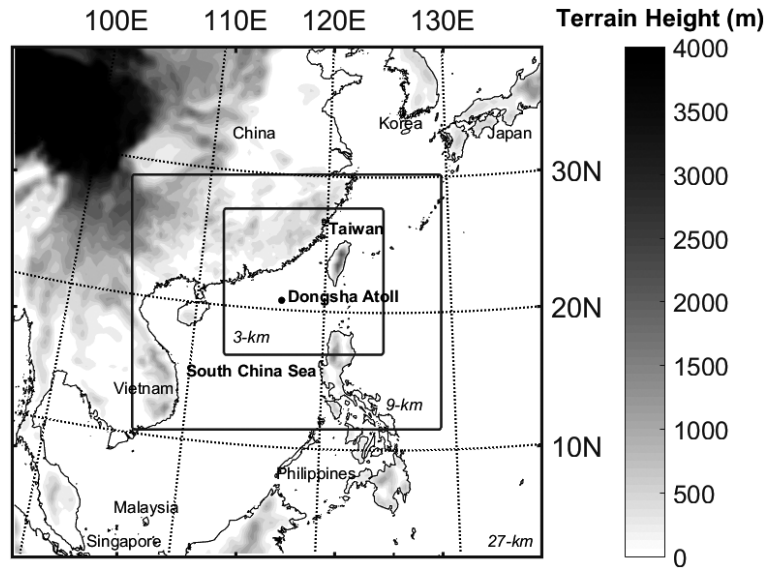 100E 110E 120E 130E Terrain Height (m)
4000
China
Korea
Japan
3500
30N
3000
2500
Taiwan
Dongsha Atoll
20N
2000
3-km
1500
South China Sea
Vietnam
9-km
1000
10N
Philippines
500
Malaysia
Singapore
27-km
0